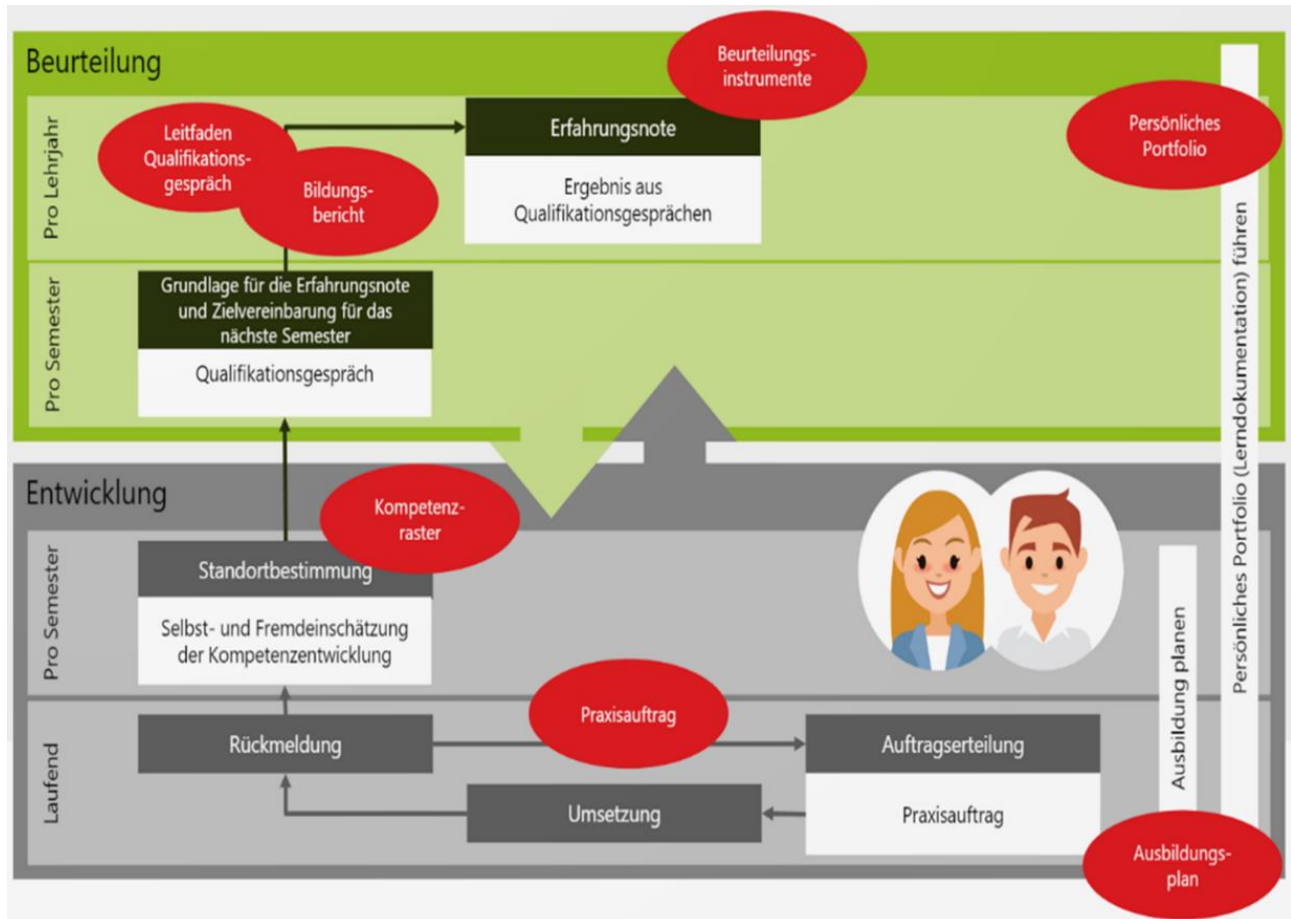 Beurteilung
Beurteilungs-
instrumente
Pro Lehrjahr
Leitfaden
Qualifikations-
gespräch
Bildungs-
bericht
Erfahrungsnote
Ergebnis aus
Qualifikationsgesprächen
Persönliches
Portfolio
Pro Semester
Grundlage für die Erfahrungsnote
und Zielvereinbarung für das
nächste Semester
Qualifikationsgespräch
Persönliches Portfolio (Lerndokumentation) führen
Entwicklung
Kompetenz-
raster
Pro Semester
Standortbestimmung
Selbst- und Fremdeinschätzung
der Kompetenzentwicklung
Ausbildung planen
Laufend
Rückmeldung
Praxisauftrag
Auftragserteilung
Praxisauftrag
Umsetzung
Ausbildungs-
plan